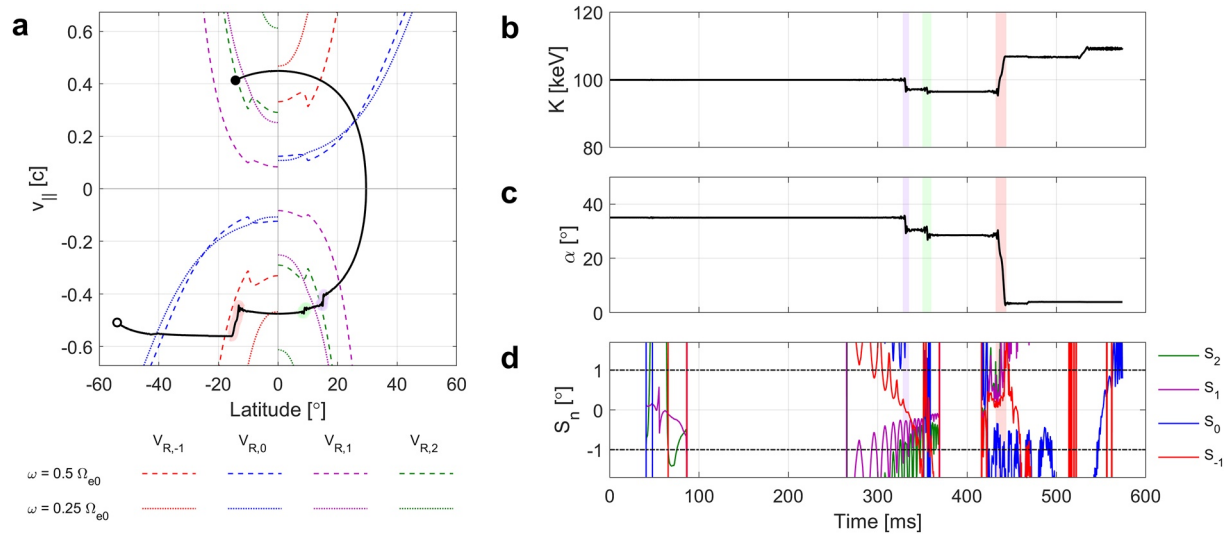 a
0.6
0.4
0.2
0
-0.2
-0.4
-0.6
v|| [c]
-60 -40 -20 0 20 40 60
Latitude [°]
V_R,-1 V_R,0 V_R,1 V_R,2
ω = 0.5 Ω_e0
ω = 0.25 Ω_e0
b
120
100
80
K [keV]
c
40
20
0
α [°]
d
1
0
-1
S_n
0 100 200 300 400 500 600
Time [ms]
S_2
S_1
S_0
S_-1